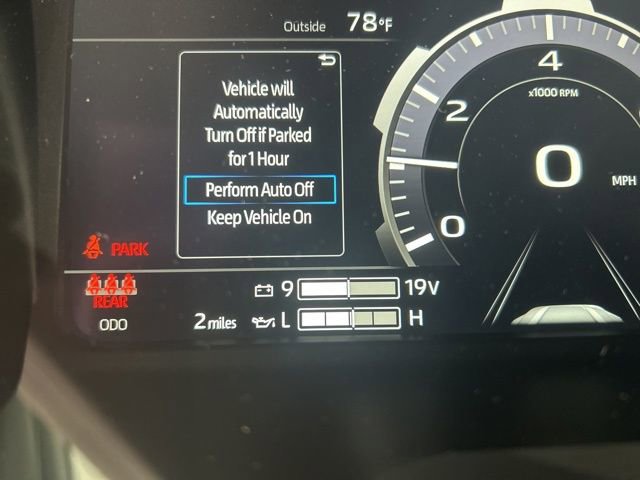 Outside 78°F
Vehicle will
Automatically
Turn Off if Parked
for 1 Hour
Perform Auto Off
Keep Vehicle On
4
x1000 RPM
2
0 MPH
0
PARK
REAR
9 19V
ODO 2 miles L H